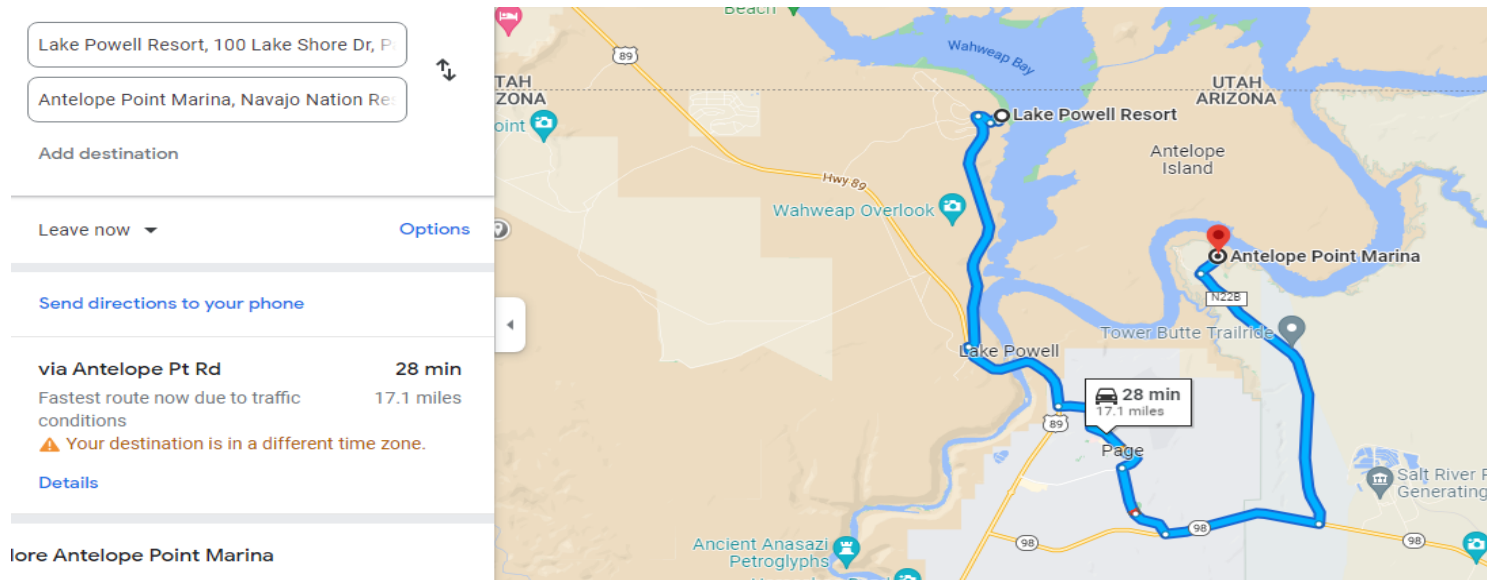 Lake Powell Resort, 100 Lake Shore Dr, P
Antelope Point Marina, Navajo Nation Re
Add destination
Leave now
Options
Send directions to your phone
via Antelope Pt Rd
28 min
Fastest route now due to traffic
17.1 miles
conditions
Your destination is in a different time zone.
Details
lore Antelope Point Marina
Beach
89
Wahweap Bay
TAH
ZONA
UTAH
ARIZONA
oint
Lake Powell Resort
Antelope
Island
Hwy 89
Wahweap Overlook
Antelope Point Marina
N22B
Tower Butte Trailride
Lake Powell
28 min
17.1 miles
89
Page
Salt River P
Generating
98
98
98
Ancient Anasazi
Petroglyphs